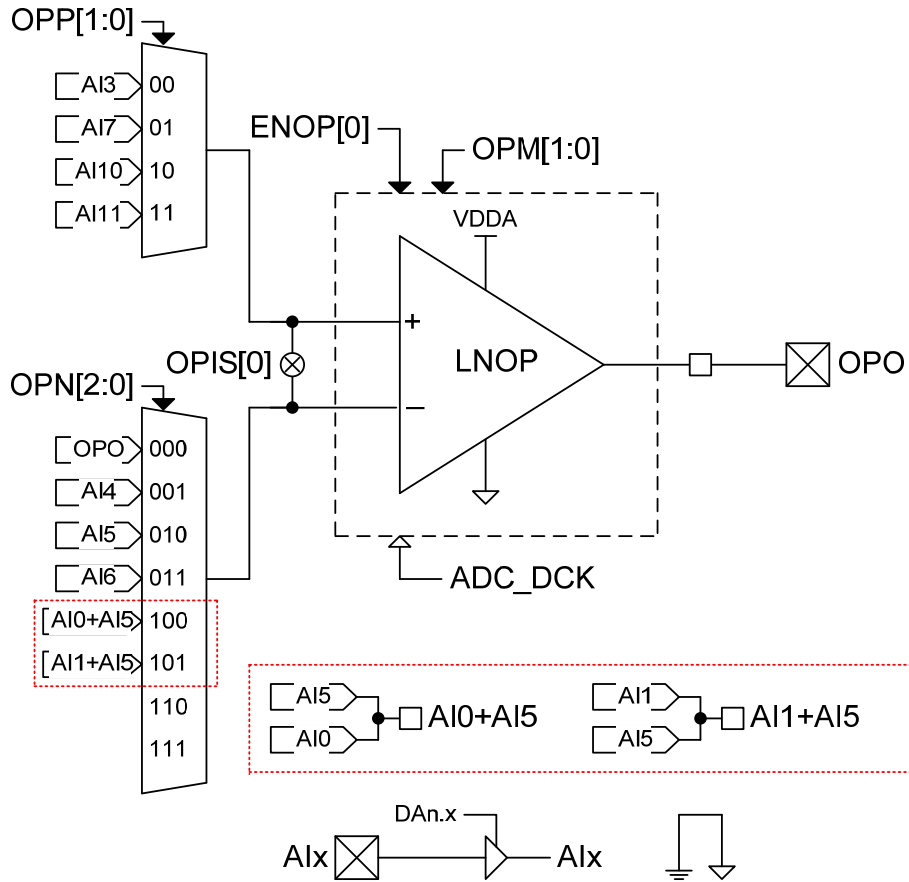 OPP[1:0]
AI3 00
AI7 01
AI10 10
AI11 11
ENOP[0]
OPM[1:0]
VDDA
+
LNOP
−
OPO
OPIS[0]
OPN[2:0]
OPO 000
AI4 001
AI5 010
AI6 011
AI0+AI5 100
AI1+AI5 101
110
111
ADC_DCK
AI5
AI0
AI0+AI5
AI1
AI5
AI1+AI5
DAn.x
AIx
AIx